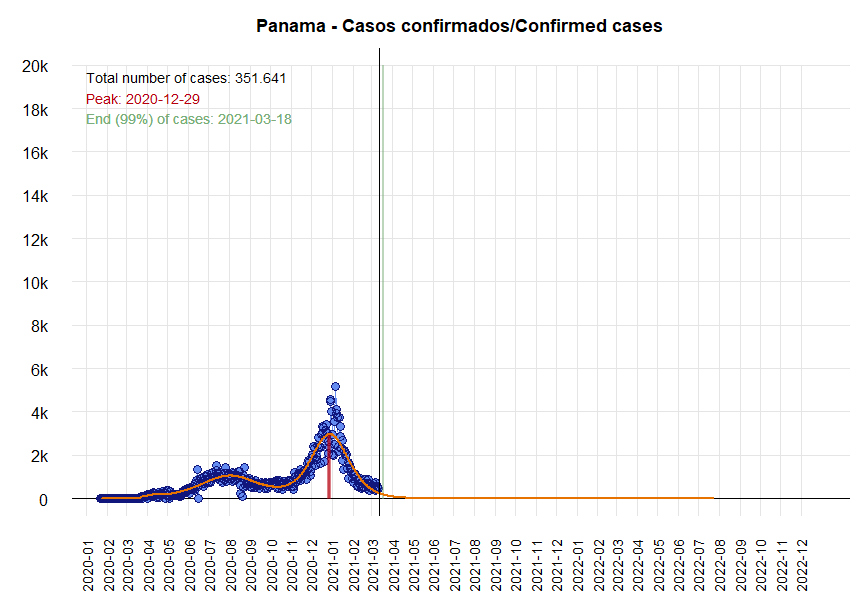 Panama - Casos confirmados/Confirmed cases
20k
18k
16k
14k
12k
10k
8k
6k
4k
2k
0
Total number of cases: 351.641
Peak: 2020-12-29
End (99%) of cases: 2021-03-18
2020-01
2020-02
2020-03
2020-04
2020-05
2020-06
2020-07
2020-08
2020-09
2020-10
2020-11
2020-12
2021-01
2021-02
2021-03
2021-04
2021-05
2021-06
2021-07
2021-08
2021-09
2021-10
2021-11
2021-12
2022-01
2022-02
2022-03
2022-04
2022-05
2022-06
2022-07
2022-08
2022-09
2022-10
2022-11
2022-12